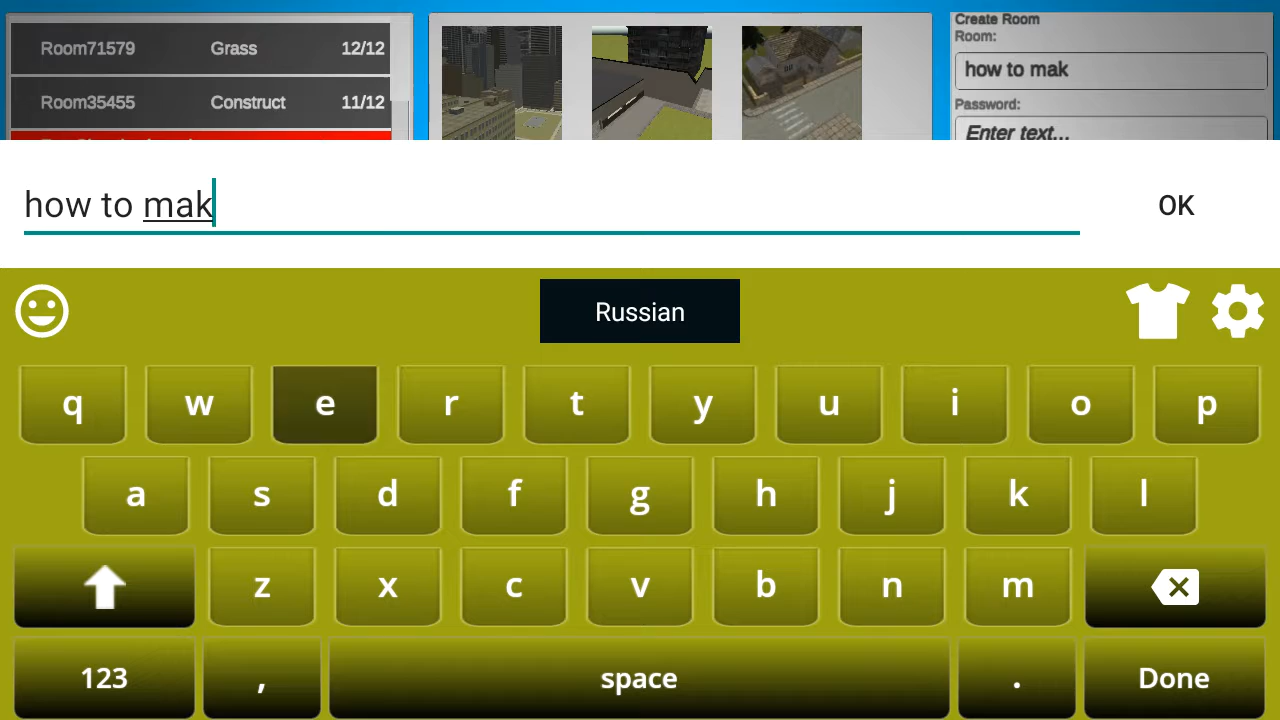 Room71579 Grass 12/12
Room35455 Construct 11/12
Create Room
Room:
how to mak
Password:
Enter text...
how to mak
OK
Russian
q w e r t y u i o p
a s d f g h j k l
z x c v b n m
123 , space . Done